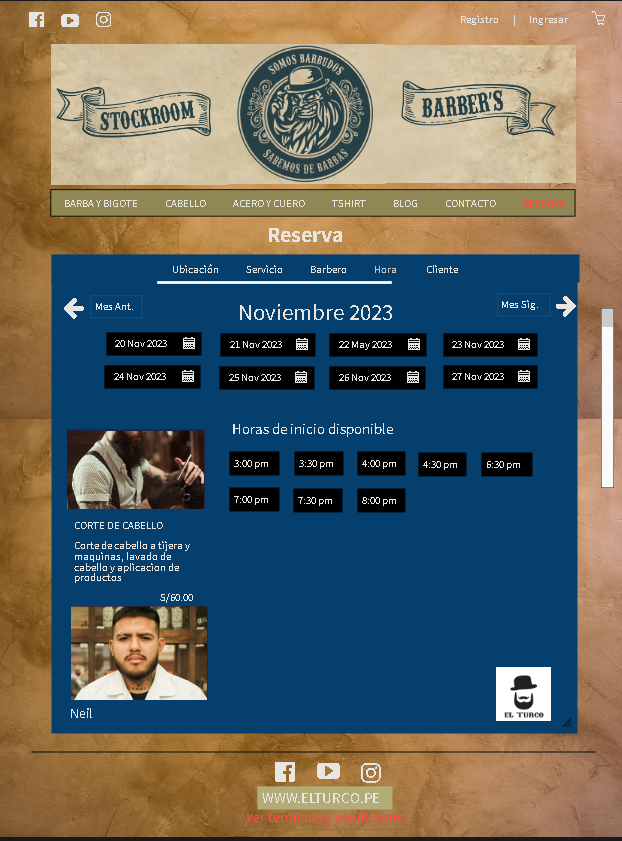 Registro | Ingresar
SOMOS BARBUDOS
STOCKROOM
BARBER'S
SABEMOS DE BARBAS
BARBA Y BIGOTE CABELLO ACERO Y CUERO TSHIRT BLOG CONTACTO RESERVA
Reserva
Ubicación Servicio Barbero Hora Cliente
Mes Ant. Noviembre 2023 Mes Sig.
20 Nov 2023 21 Nov 2023 22 May 2023 23 Nov 2023
24 Nov 2023 25 Nov 2023 26 Nov 2023 27 Nov 2023
Horas de inicio disponible
3:00 pm 3:30 pm 4:00 pm 4:30 pm 6:30 pm
7:00 pm 7:30 pm 8:00 pm
CORTE DE CABELLO
Corte de cabello a tijera y
maquinas, lavado de
cabello y aplicacion de
productos
S/60.00
Neil
EL TURCO
WWW.ELTURCO.PE
Ver terminos y condiciones